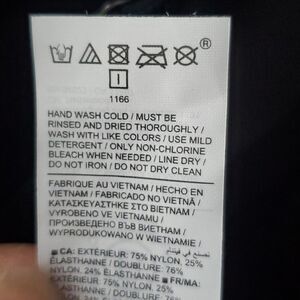 ®
I
1166
HAND WASH COLD / MUST BE
RINSED AND DRIED THOROUGHLY /
WASH WITH LIKE COLORS / USE MILD
DETERGENT / ONLY NON-CHLORINE
BLEACH WHEN NEEDED / LINE DRY /
DO NOT IRON / DO NOT DRY CLEAN
FABRIQUE AU VIETNAM / HECHO EN
VIETNAM / FABRICADO NO VIETNÃ /
ΚΑΤΑΣΚΕΥΑΣΤΗΚΕ ΣΤΟ ΒΙΕΤΝΑΜ /
VYROBENO VE VIETNAMU /
ПРОИЗВЕДЕНО ВЪВ ВИЕТНАМ /
WYPRODUKOWANO W WIETNAMIE /
CA: EXTÉRIEUR: 75% NYLON, 25%
ÉLASTHANNE / DOUBLURE: 76%
NYLON, 24% ÉLASTHANNE FR/MA:
EXTÉRIEUR: 75% NYLON, 25%